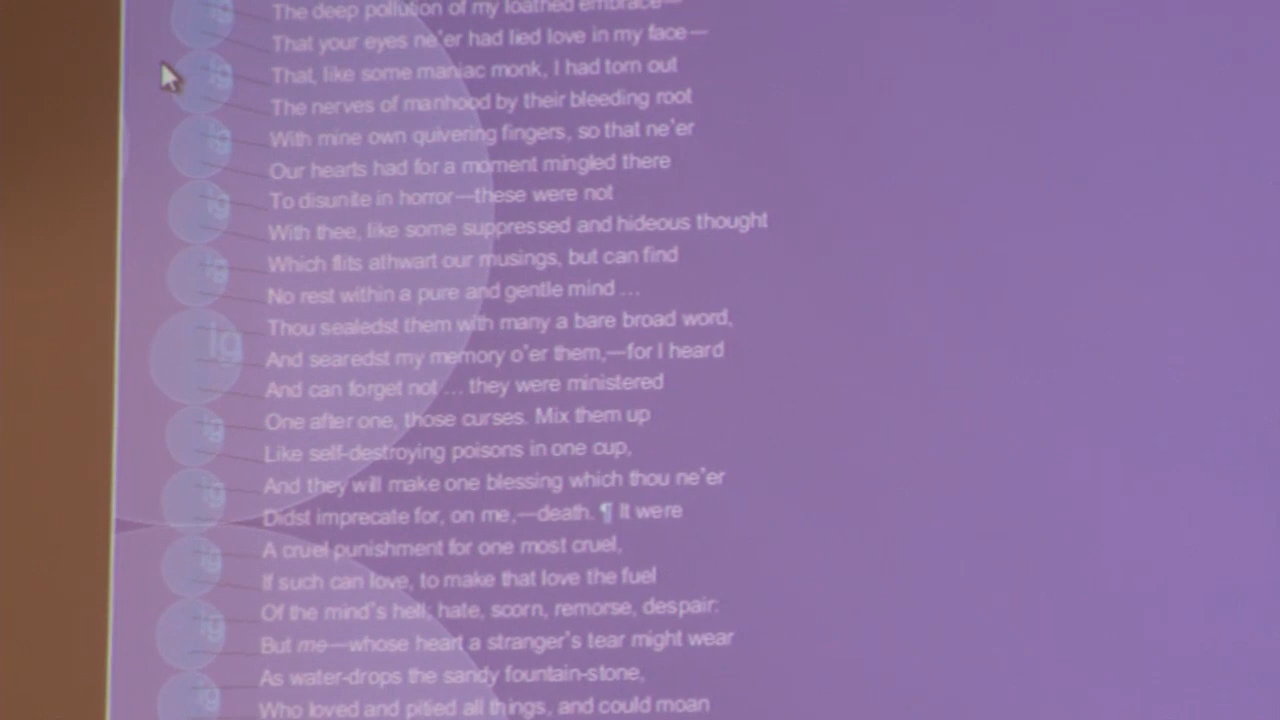 The deep pollution of my loathed embrace—
That your eyes ne'er had lied love in my face—
That, like some maniac monk, I had torn out
The nerves of manhood by their bleeding root
With mine own quivering fingers, so that ne'er
Our hearts had for a moment mingled there
To disunite in horror—these were not
With thee, like some suppressed and hideous thought
Which flits athwart our musings, but can find
No rest within a pure and gentle mind ...
Thou sealedst them with many a bare broad word,
And searedst my memory o'er them,—for I heard
lg
And can forget not ... they were ministered
One after one, those curses. Mix them up
lg
Like self-destroying poisons in one cup,
And they will make one blessing which thou ne'er
lg
Didst imprecate for, on me,—death. ¶ It were
A cruel punishment for one most cruel,
lg
If such can love, to make that love the fuel
Of the mind's hell; hate, scorn, remorse, despair:
lg
But me—whose heart a stranger's tear might wear
As water-drops the sandy fountain-stone,
lg
Who loved and pitied all things, and could moan